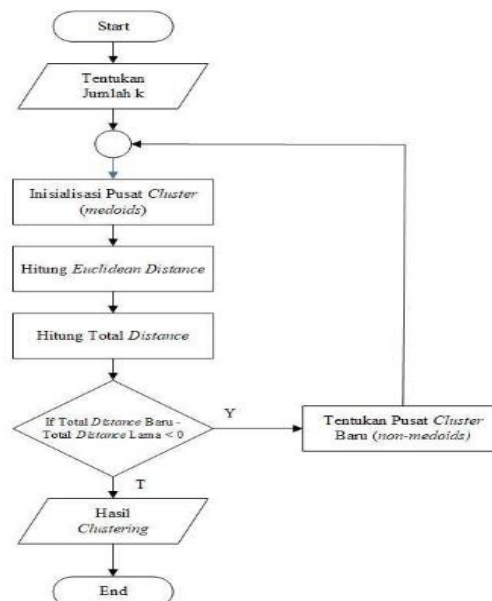 Start
Tentukan
Jumlah k
Inisialisasi Pusat Cluster
(medoids)
Hitung Euclidean Distance
Hitung Total Distance
If Total Distance Baru -
Total Distance Lama < 0
Y
Tentukan Pusat Cluster
Baru (non-medoids)
T
Hasil
Clustering
End